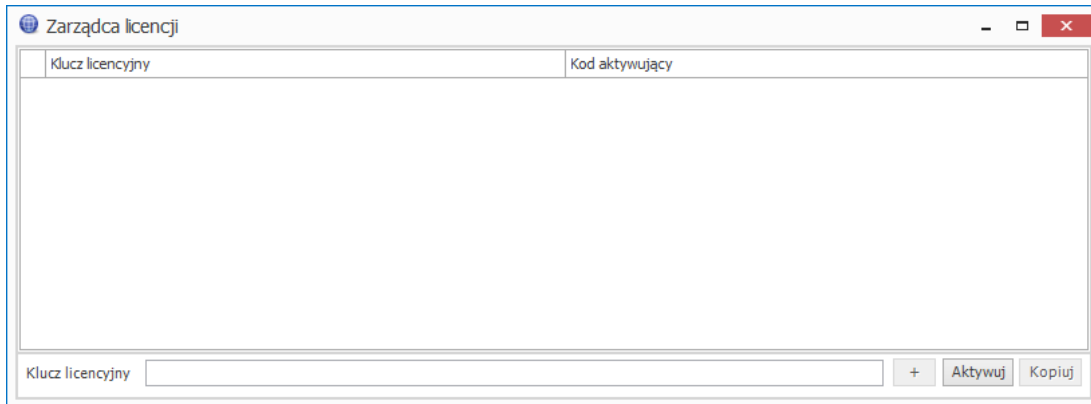 Zarządca licencji
Klucz licencyjny Kod aktywujący
Klucz licencyjny + Aktywuj Kopiuj